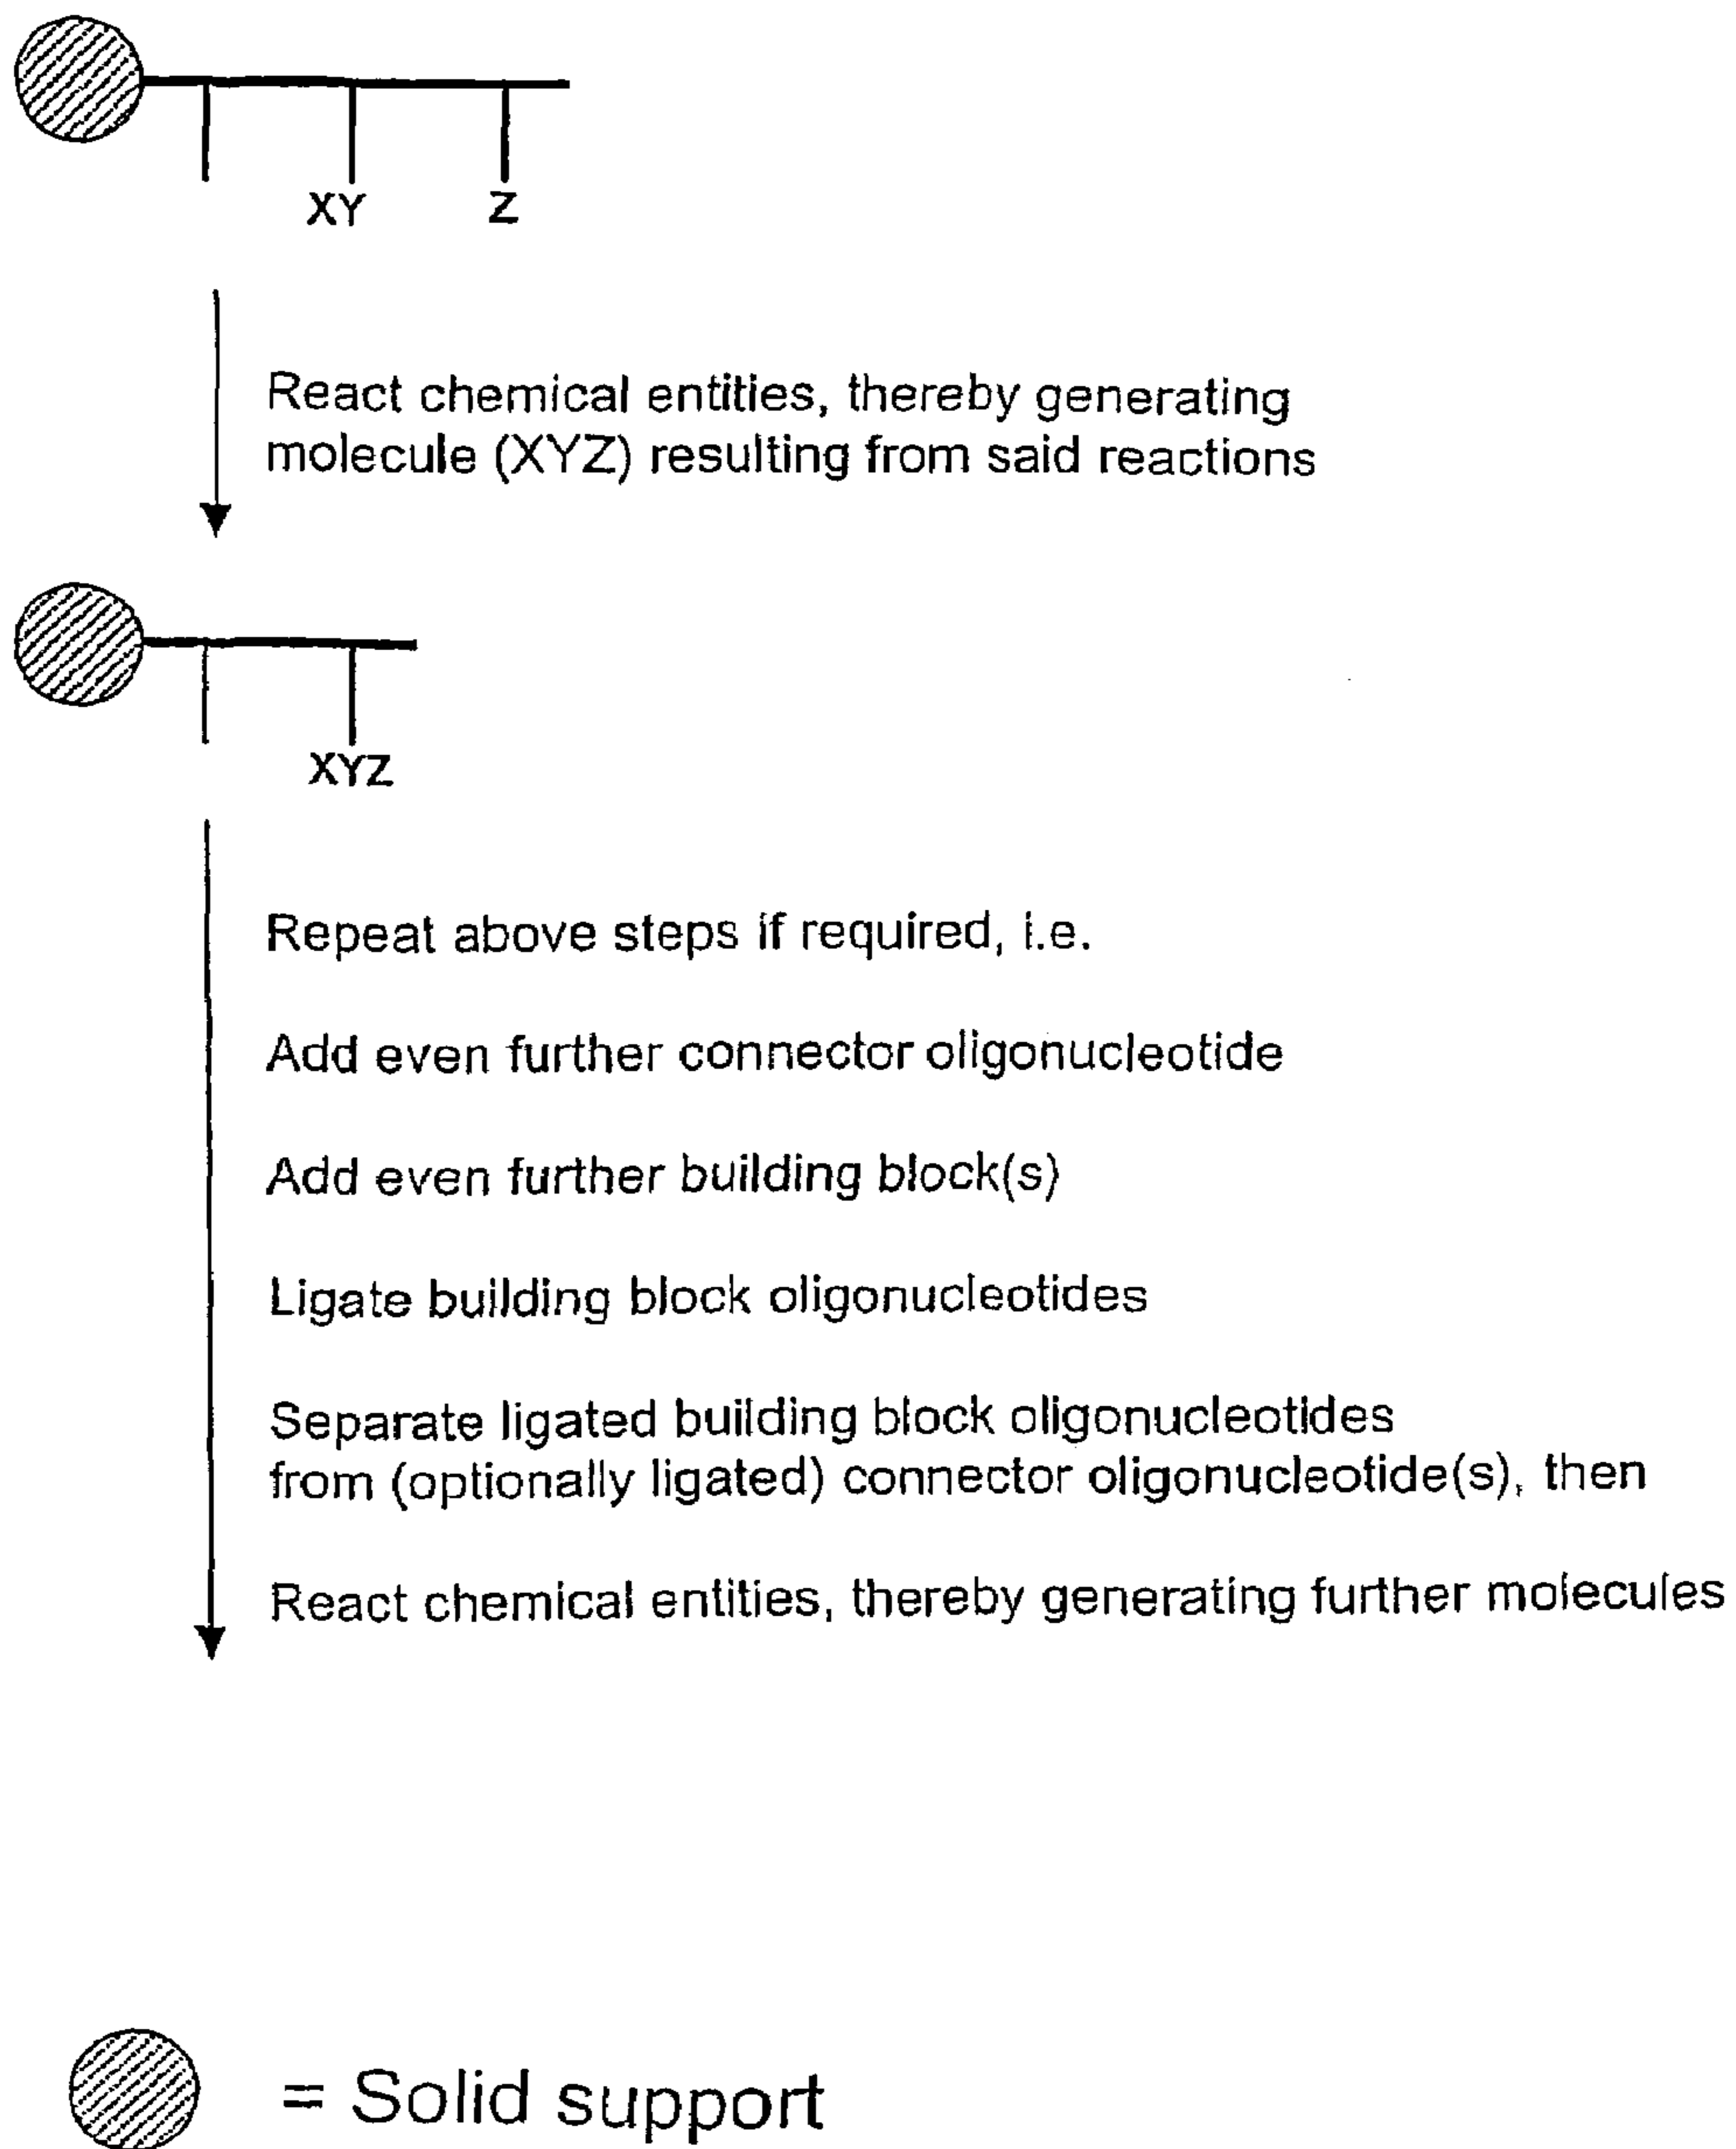 XY Z
React chemical entities, thereby generating
molecule (XYZ) resulting from said reactions
XYZ
Repeat above steps if required, i.e.
Add even further connector oligonucleotide
Add even further building block(s)
Ligate building block oligonucleotides
Separate ligated building block oligonucleotides
from (optionally ligated) connector oligonucleotide(s), then
React chemical entities, thereby generating further molecules
= Solid support